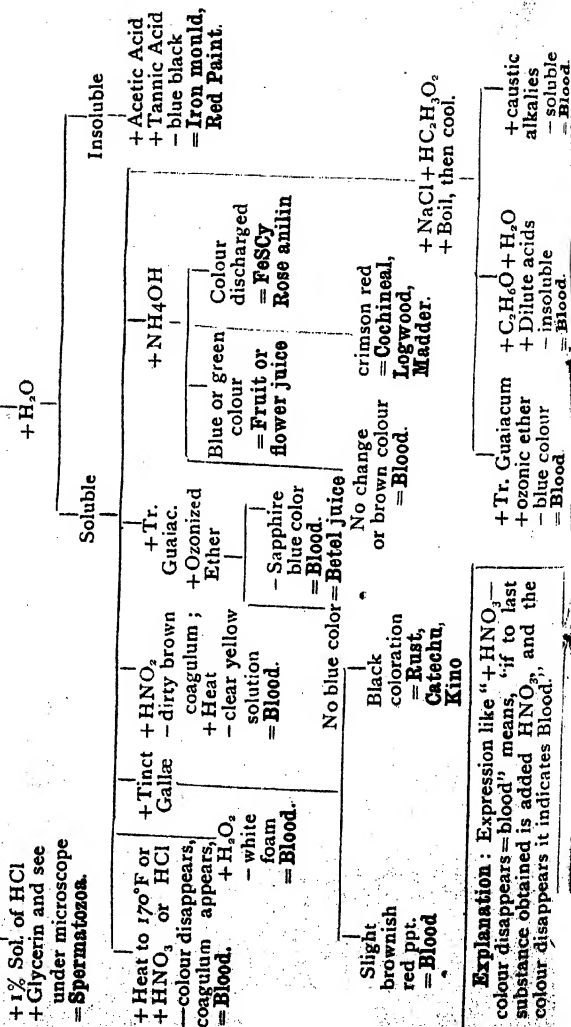 + 1% Sol. of HCl
+ Glycerin and see
under microscope
= Spermatozoa.
+ H₂O
Soluble
Insoluble
+ Acetic Acid
+ Tannic Acid
- blue black
= Iron mould,
Red Paint.
+ Heat to 170°F or
+ HNO₃ or HCl
—colour disappears,
coagulum appears,
= Blood.
+ H₂O₂
- white
foam
= Blood.
+ Tinct
Gallæ
Slight
brownish
red ppt.
= Blood
Black
coloration
= Rust,
Catechu,
Kino
+ HNO₂
- dirty brown
coagulum ;
+ Heat
- clear yellow
solution
= Blood.
+ Tr.
Guaiac.
+ Ozonized
Ether
- Sapphire
blue color
= Blood.
No blue color = Betel juice
+ NH4OH
Blue or green
colour
= Fruit or
flower juice
Colour
discharged
= FeSCy
Rose anilin
No change
or brown colour
= Blood.
crimson red
= Cochineal,
Logwood,
Madder.
+ NaCl + HC₂H₃O₂
+ Boil, then cool.
+ Tr. Guaiacum
+ ozonic ether
- blue colour
= Blood
+ C₂H₆O + H₂O
+ Dilute acids
- insoluble
= Blood.
+ caustic
alkalies
- soluble
= Blood.
Explanation : Expression like "+ HNO₃—
colour disappears = blood" means, "if to last
substance obtained is added HNO₃, and the
colour disappears it indicates Blood."